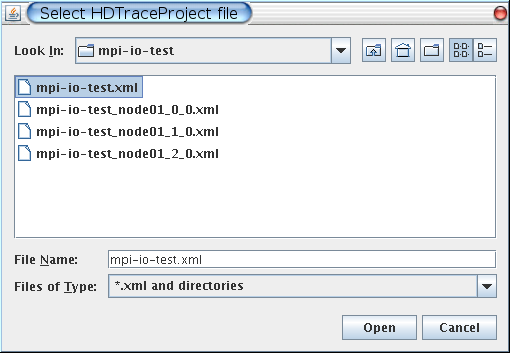 Select HDTraceProject file
Look In: mpi-io-test
mpi-io-test.xml
mpi-io-test_node01_0_0.xml
mpi-io-test_node01_1_0.xml
mpi-io-test_node01_2_0.xml
File Name: mpi-io-test.xml
Files of Type: *.xml and directories
Open Cancel